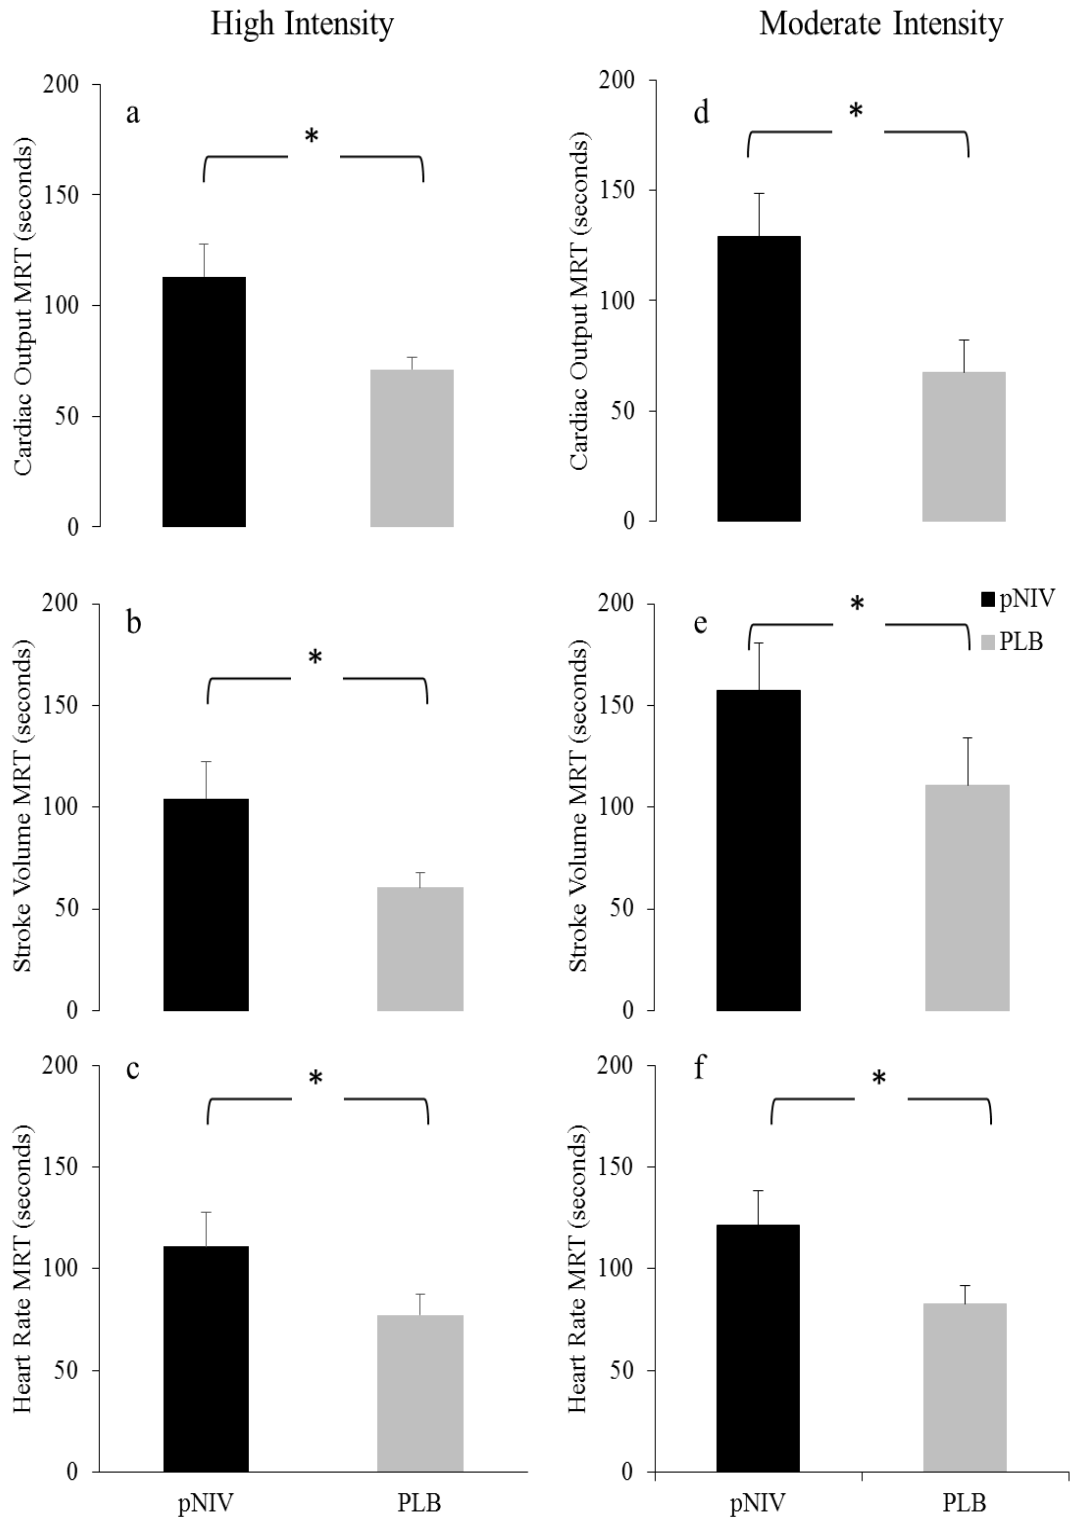 High Intensity
Moderate Intensity
a
*
200
150
100
50
0
Cardiac Output MRT (seconds)
d
*
200
150
100
50
0
Cardiac Output MRT (seconds)
b
*
200
150
100
50
0
Stroke Volume MRT (seconds)
e
*
pNIV
PLB
200
150
100
50
0
Stroke Volume MRT (seconds)
c
*
200
150
100
50
0
Heart Rate MRT (seconds)
pNIV
PLB
f
*
200
150
100
50
0
Heart Rate MRT (seconds)
pNIV
PLB